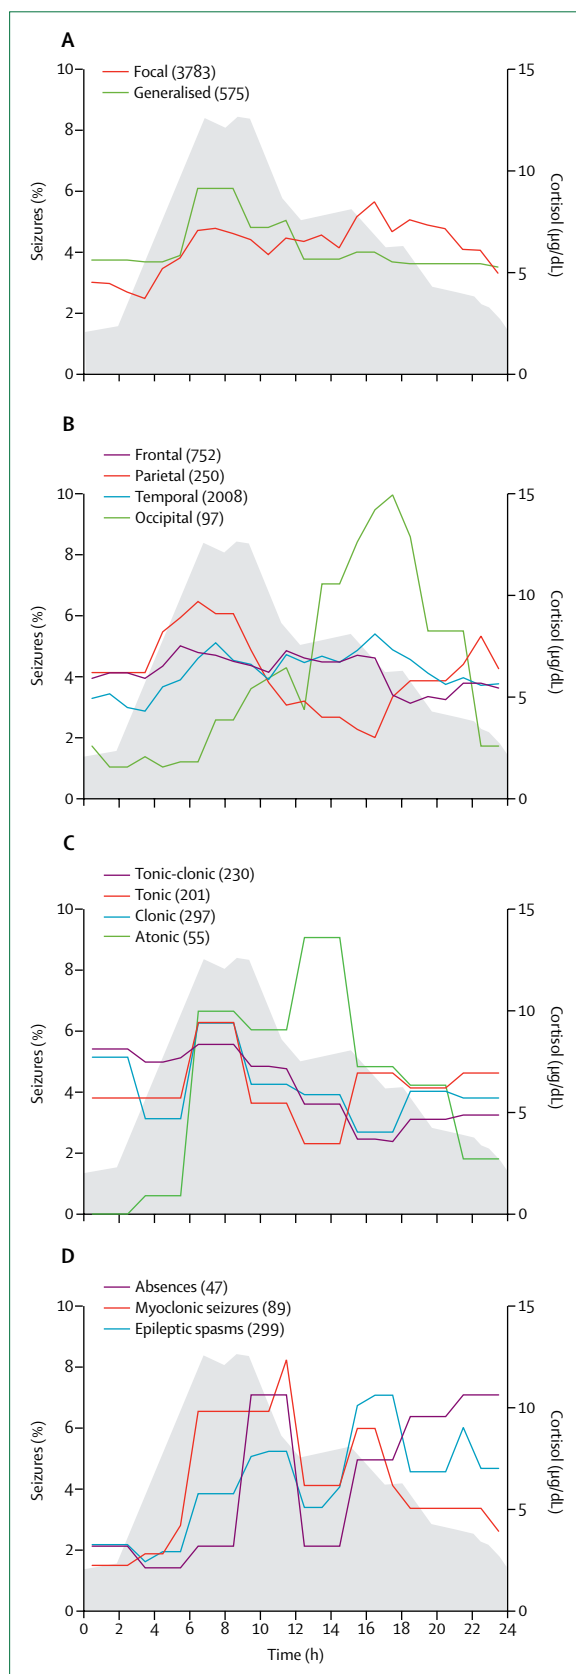 A
Focal (3783)
Generalised (575)
10
8
6
4
2
0
Seizures (%)
15
10
5
0
Cortisol (µg/dL)
B
Frontal (752)
Parietal (250)
Temporal (2008)
Occipital (97)
10
8
6
4
2
0
Seizures (%)
15
10
5
0
Cortisol (µg/dL)
C
Tonic-clonic (230)
Tonic (201)
Clonic (297)
Atonic (55)
10
8
6
4
2
0
Seizures (%)
15
10
5
0
Cortisol (µg/dL)
D
Absences (47)
Myoclonic seizures (89)
Epileptic spasms (299)
10
8
6
4
2
0
Seizures (%)
15
10
5
0
Cortisol (µg/dL)
0 2 4 6 8 10 12 14 16 18 20 22 24
Time (h)